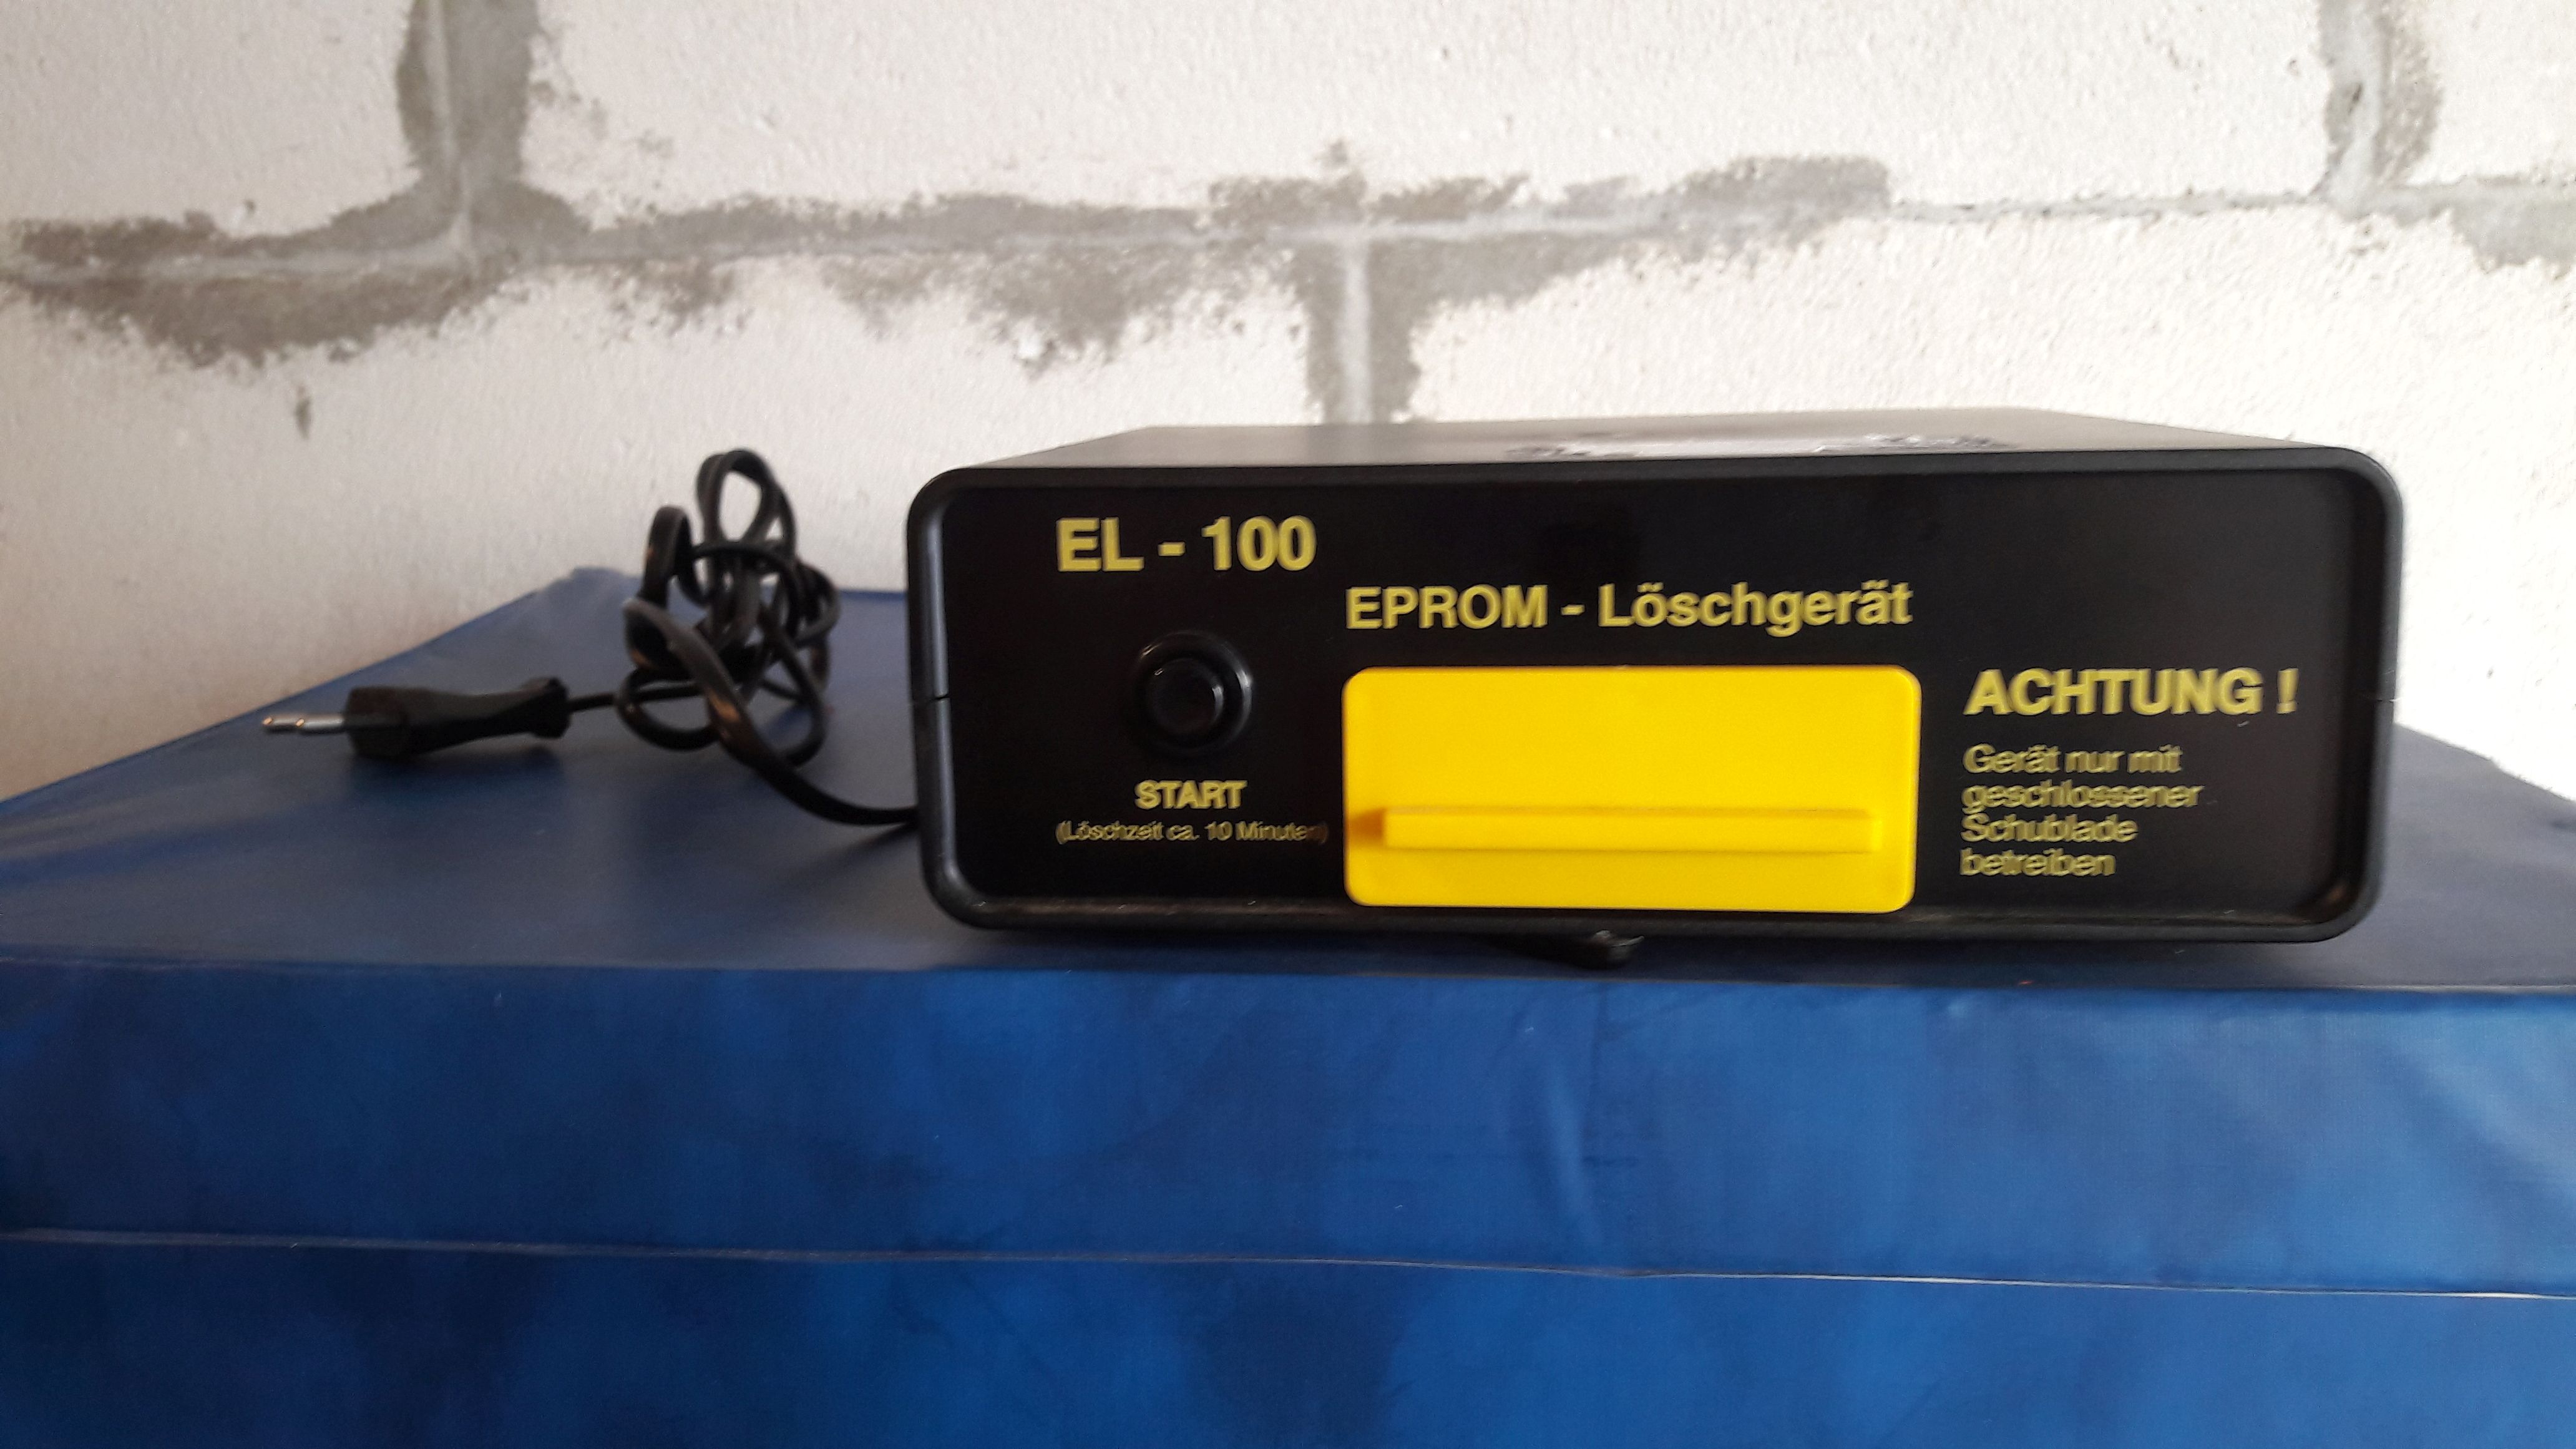 EL - 100
EPROM - Löschgerät
START
(Löschzeit ca. 10 Minuten)
ACHTUNG !
Gerät nur mit
geschlossener
Schublade
betreiben